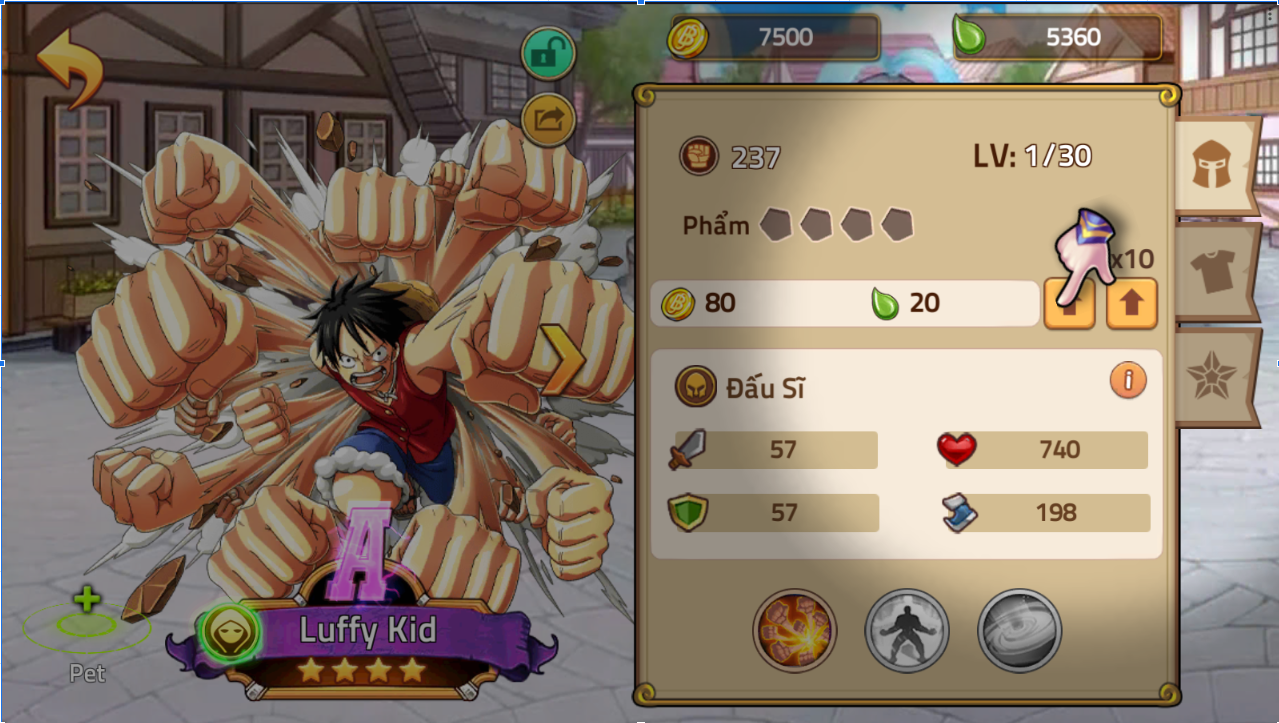 7500
5360
237
LV: 1/30
Phẩm
x10
80
20
Đấu Sĩ
57
740
57
198
A
Luffy Kid
Pet